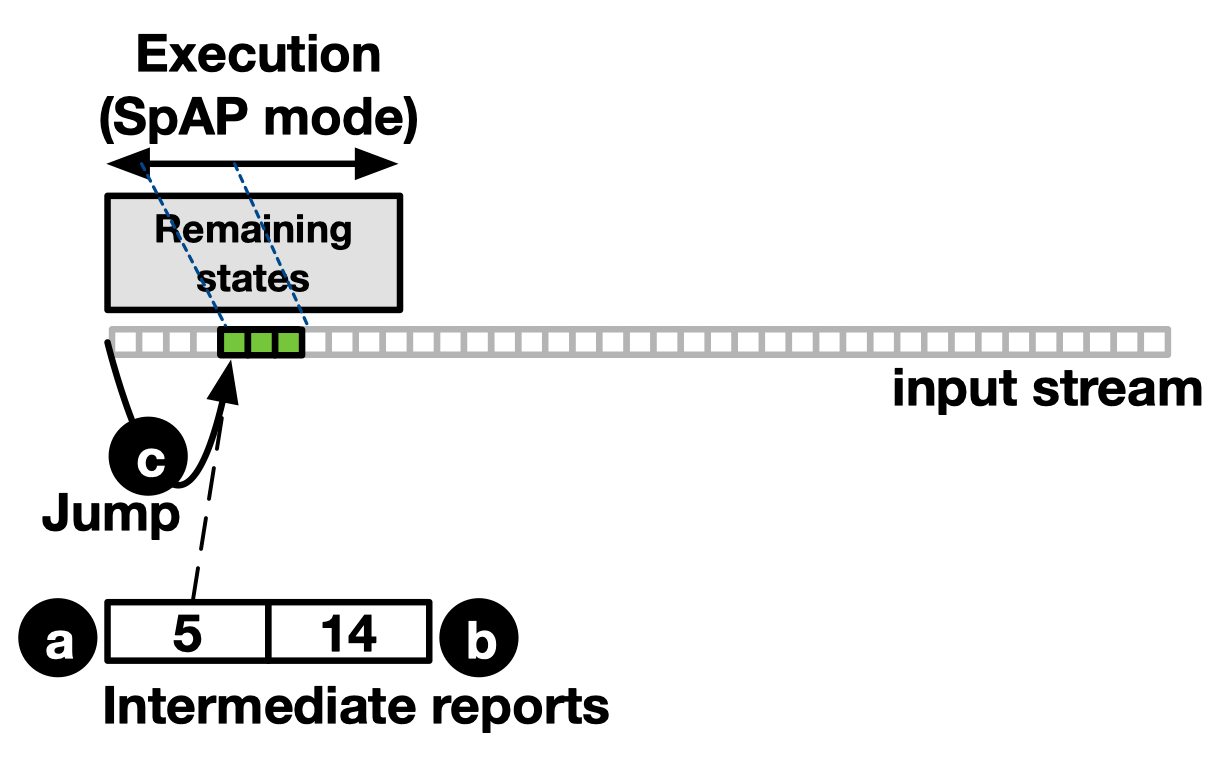 Execution
(SpAP mode)
Remaining
states
input stream
c
Jump
a 5 14 b
Intermediate reports